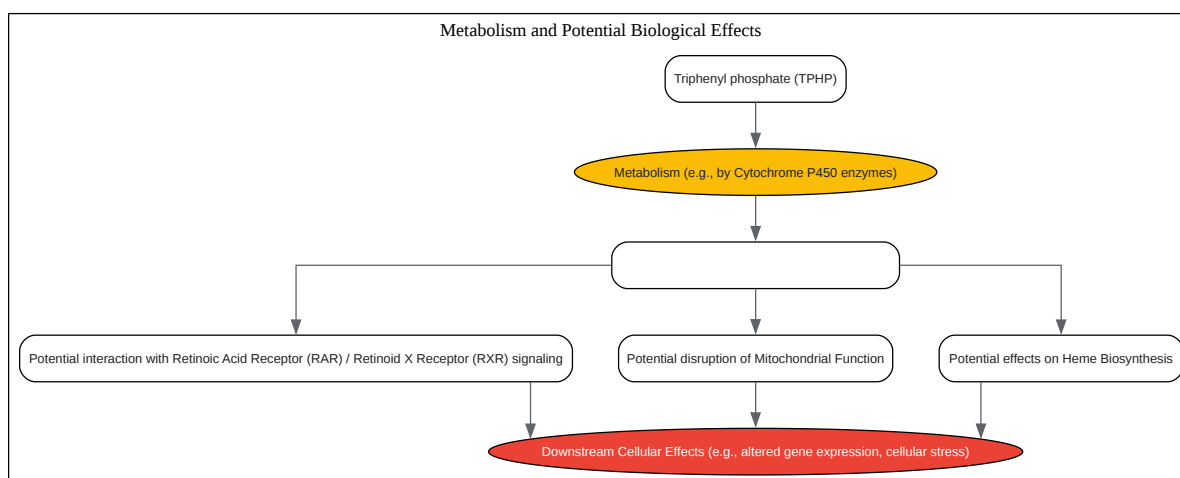 Metabolism and Potential Biological Effects
Triphenyl phosphate (TPHP)
Metabolism (e.g., by Cytochrome P450 enzymes)
Potential interaction with Retinoic Acid Receptor (RAR) / Retinoid X Receptor (RXR) signaling
Potential disruption of Mitochondrial Function
Potential effects on Heme Biosynthesis
Downstream Cellular Effects (e.g., altered gene expression, cellular stress)